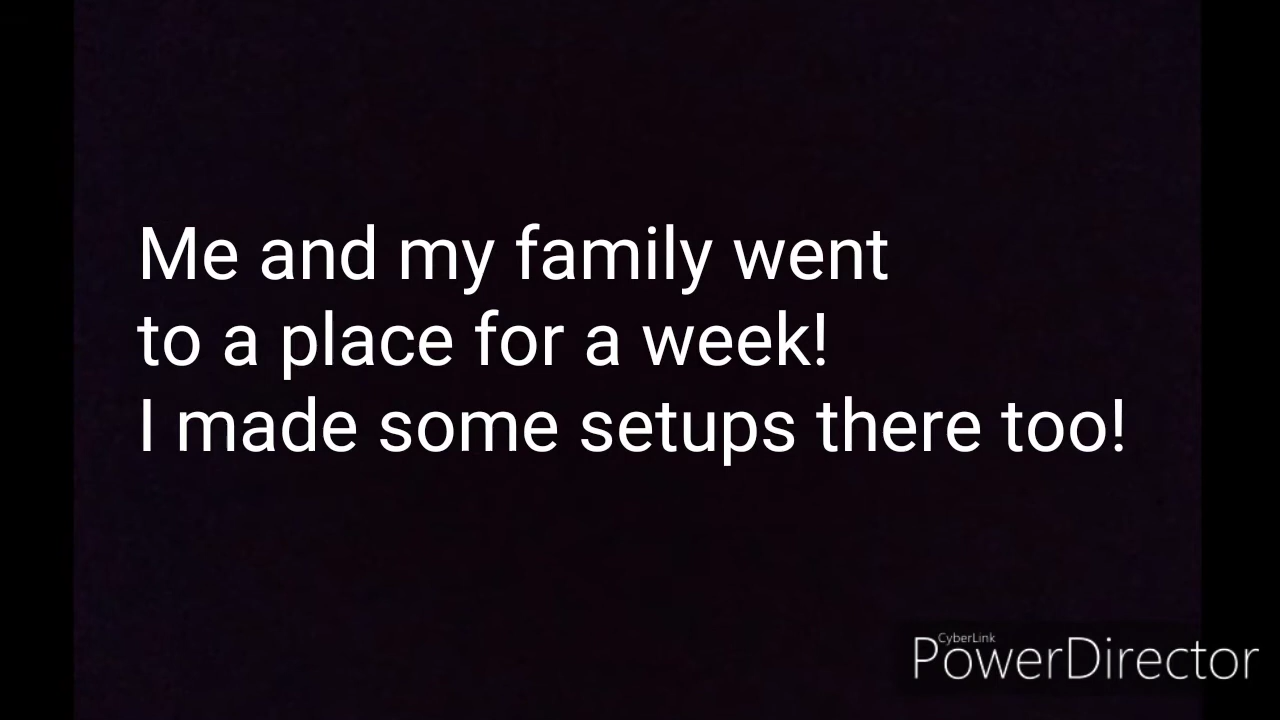 Me and my family went
to a place for a week!
I made some setups there too!
CyberLink
PowerDirector